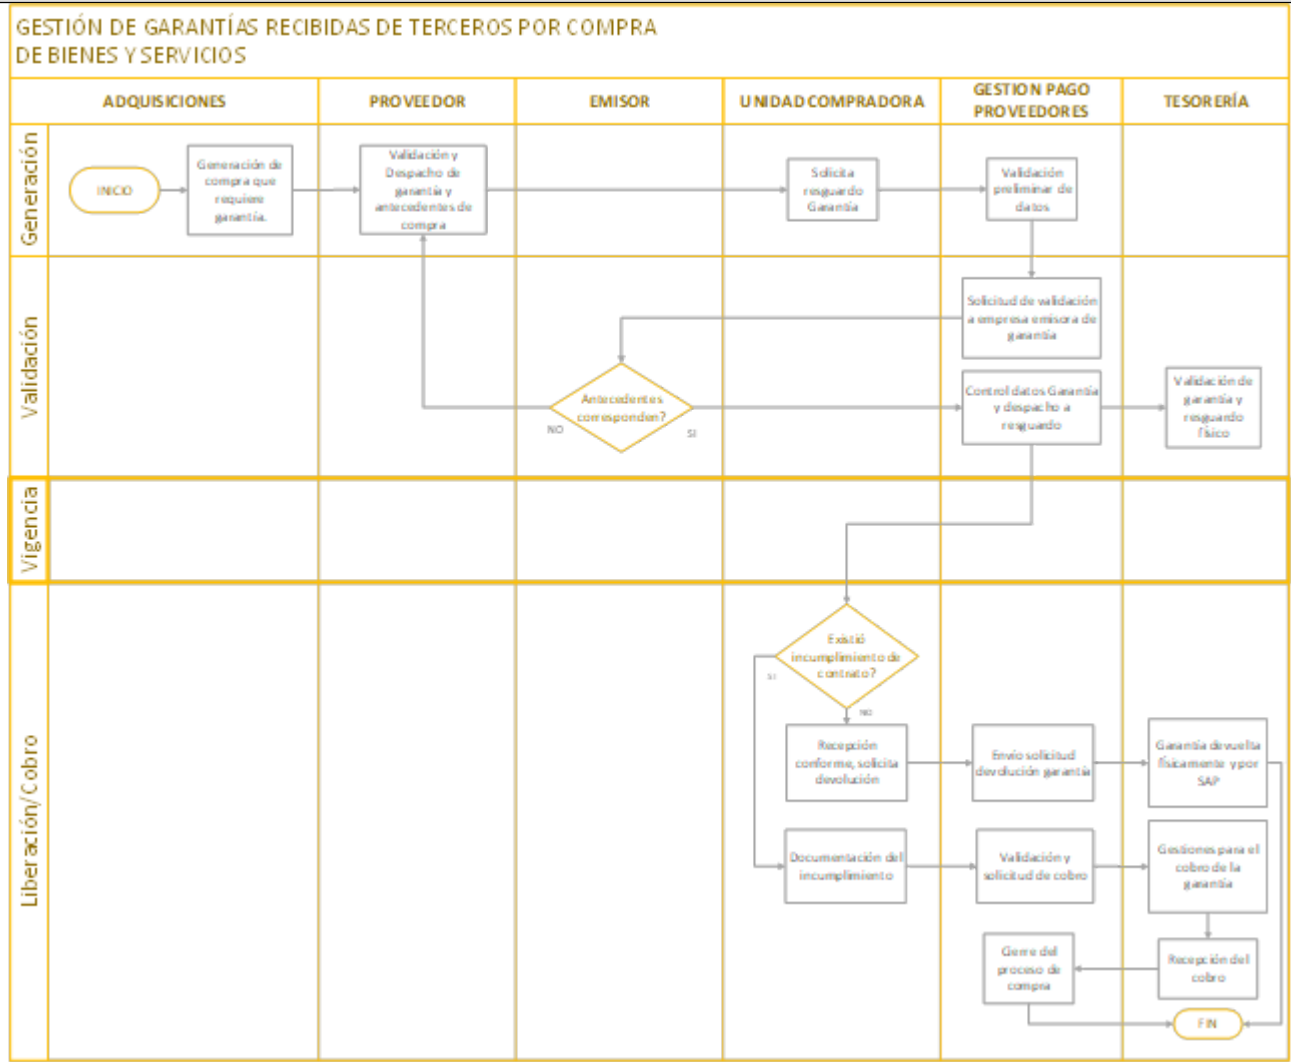 GESTIÓN DE GARANTÍAS RECIBIDAS DE TERCEROS POR COMPRA
DE BIENES Y SERVICIOS
ADQUISICIONES
PROVEEDOR
EMISOR
UNIDAD COMPRADORA
GESTION PAGO
PROVEEDORES
TESORERÍA
Generación
INICIO
Generación de
compra que
requiere
garantía.
Validación y
Despacho de
garantía y
antecedentes de
compra
Solicita
resguardo
Garantía
Validación
preliminar de
datos
Validación
Solicitud de validación
a empresa emisora de
garantía
Antecedentes
corresponden?
NO
SI
Control datos Garantía
y despacho a
resguardo
Validación de
garantía y
resguardo
físico
Vigencia
Liberación/Cobro
Existió
incumplimiento de
contrato?
SI
NO
Recepción
conforme, solicita
devolución
Envío solicitud
devolución garantía
Garantía devuelta
físicamente y por
SAP
Documentación del
incumplimiento
Validación y
solicitud de cobro
Gestiones para el
cobro de la
garantía
Cierre del
proceso de
compra
Recepción del
cobro
FIN